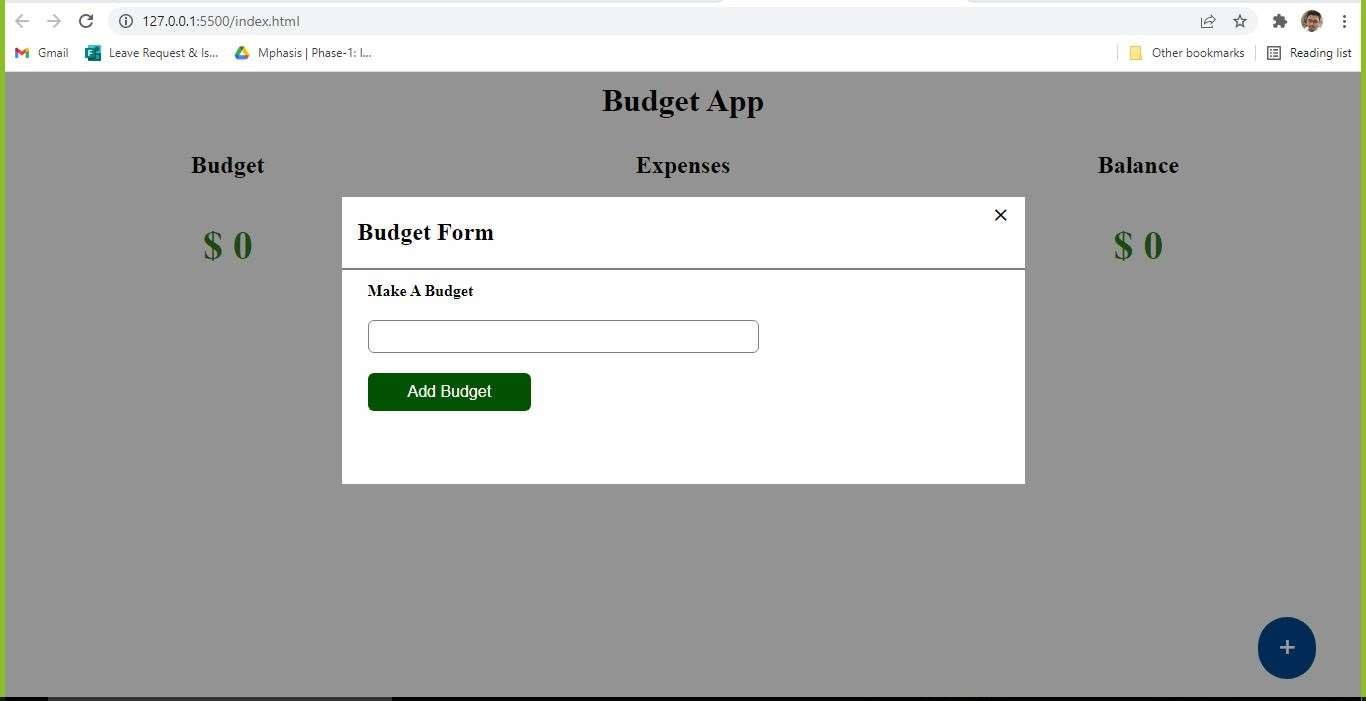 127.0.0.1:5500/index.html
Gmail
Leave Request & Is...
Mphasis | Phase-1: I...
Other bookmarks
Reading list
Budget App
Budget
Expenses
Balance
$ 0
$ 0
Budget Form
×
Make A Budget
Add Budget
+